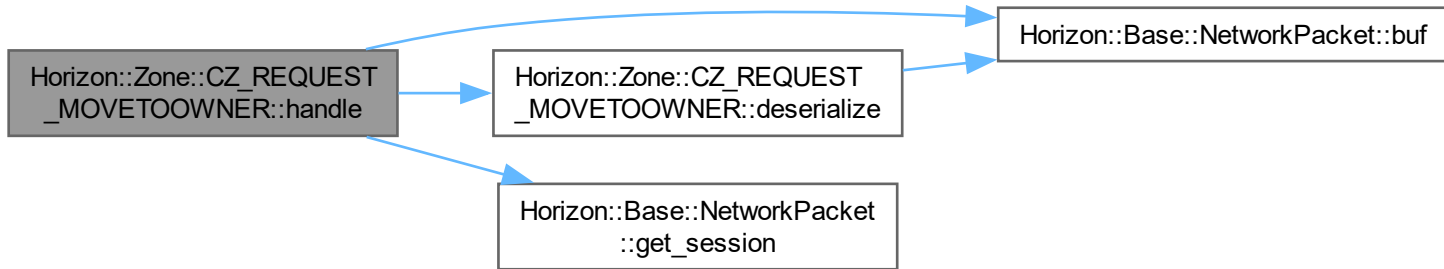 Horizon::Zone::CZ_REQUEST
_MOVETOOWNER::handle
Horizon::Zone::CZ_REQUEST
_MOVETOOWNER::deserialize
Horizon::Base::NetworkPacket::buf
Horizon::Base::NetworkPacket
::get_session